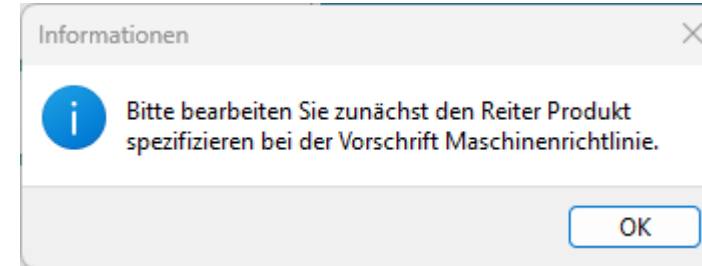 Informationen
Bitte bearbeiten Sie zunächst den Reiter Produkt
spezifizieren bei der Vorschrift Maschinenrichtlinie.
OK